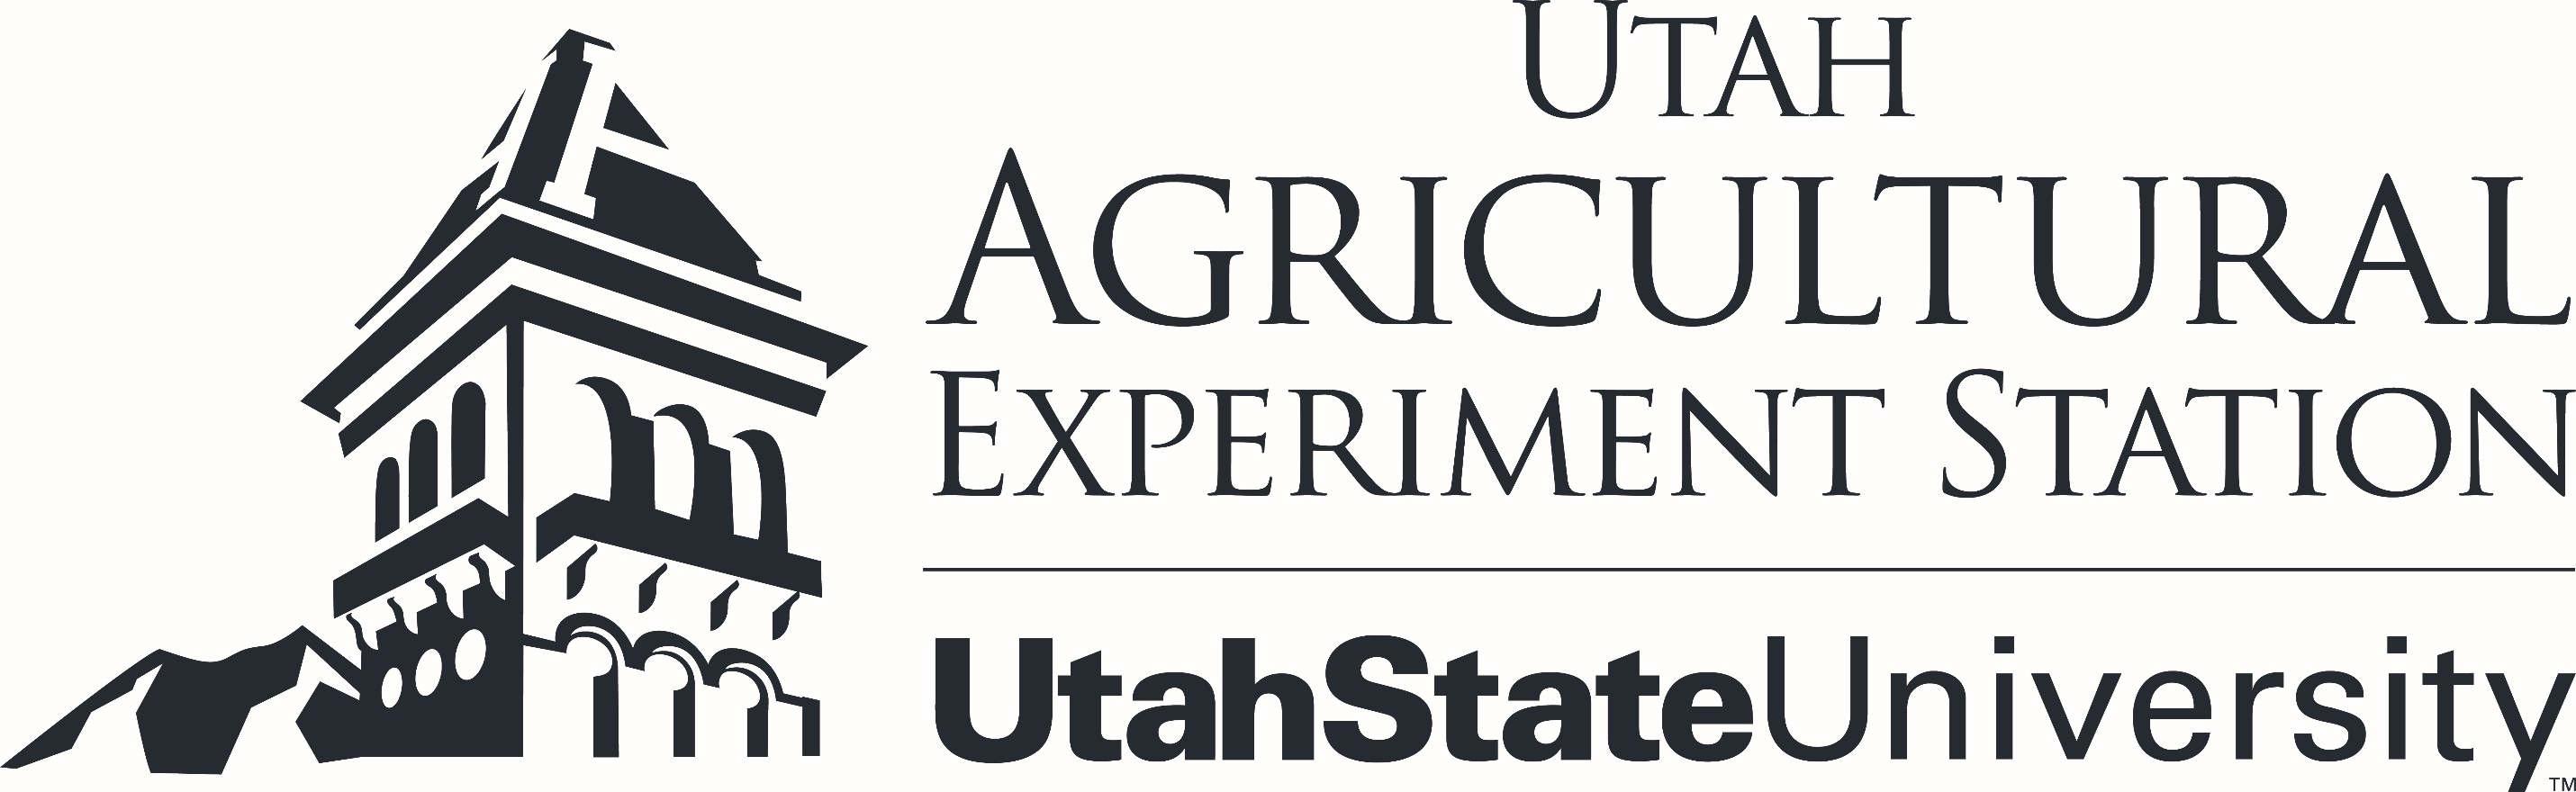 UTAH
AGRICULTURAL
EXPERIMENT STATION
UtahStateUniversity
TM